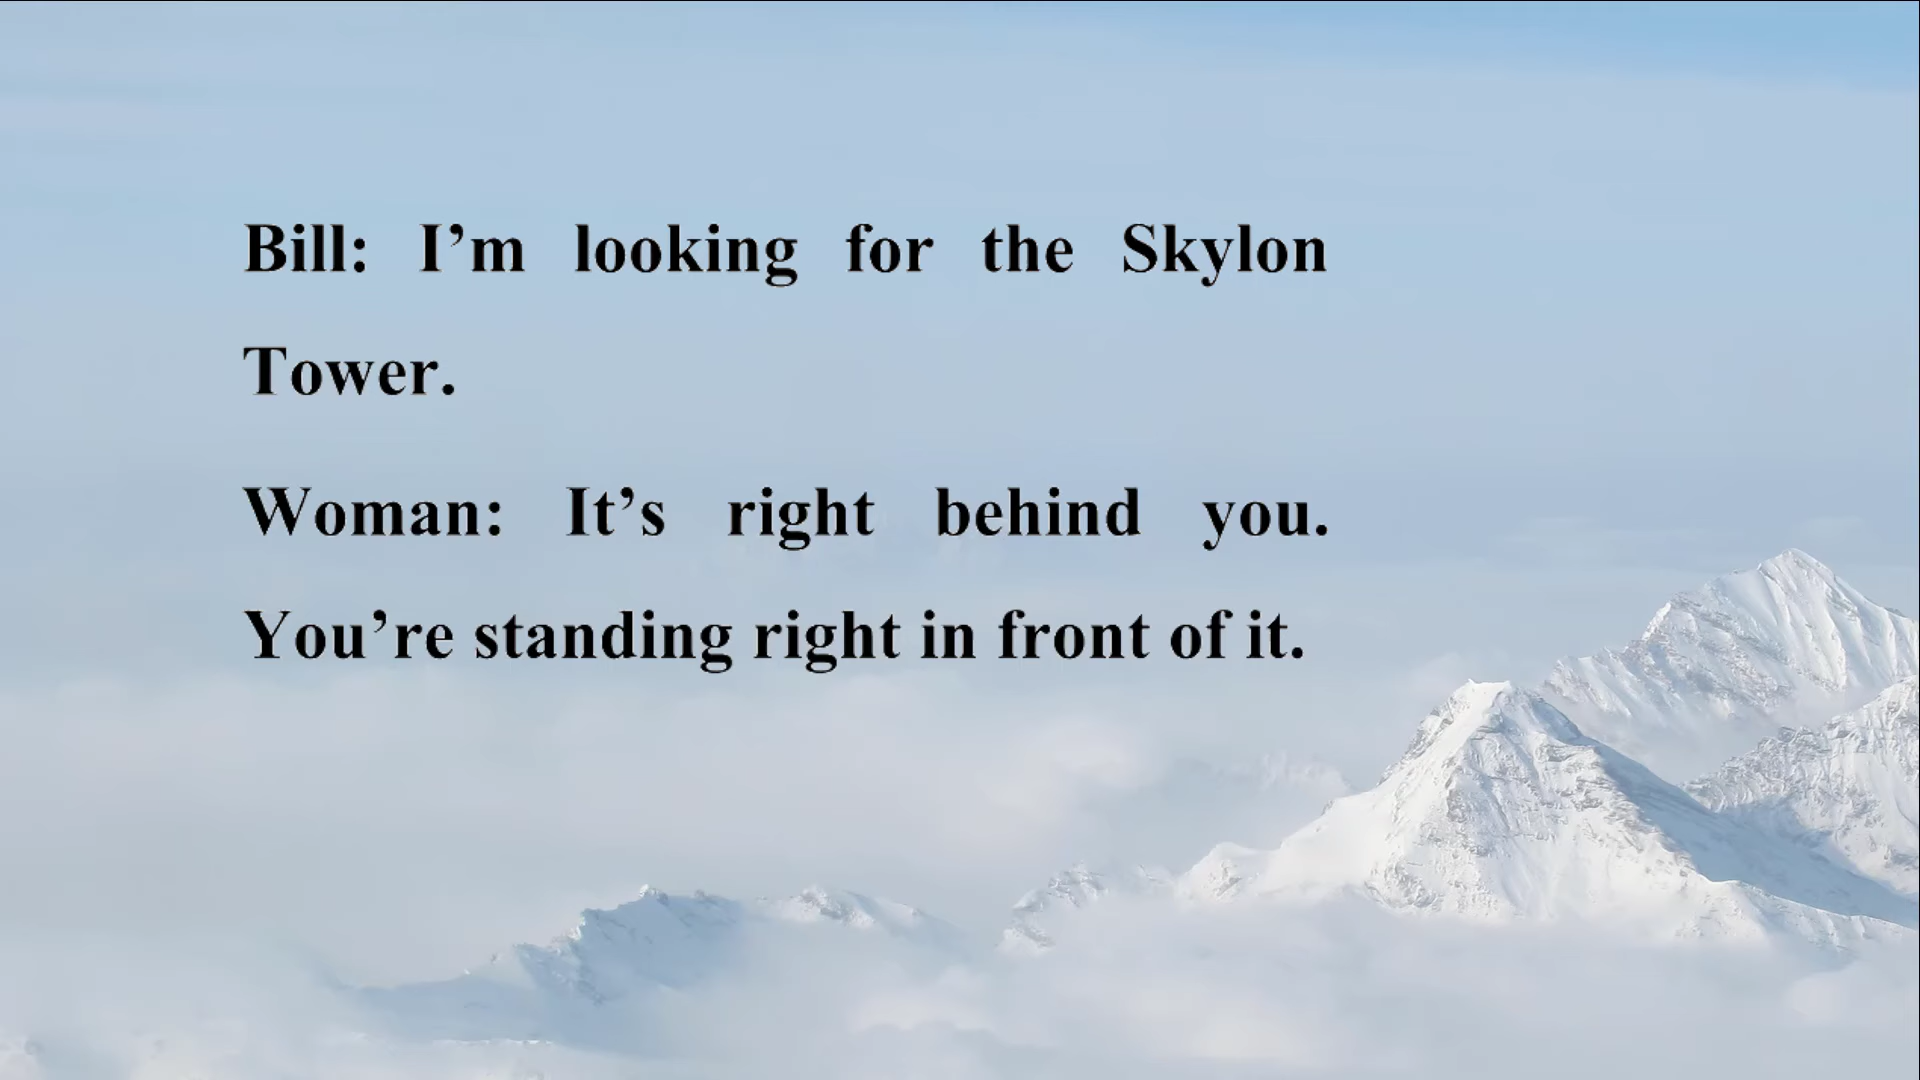 Bill: I’m looking for the Skylon
Tower.
Woman: It’s right behind you.
You’re standing right in front of it.